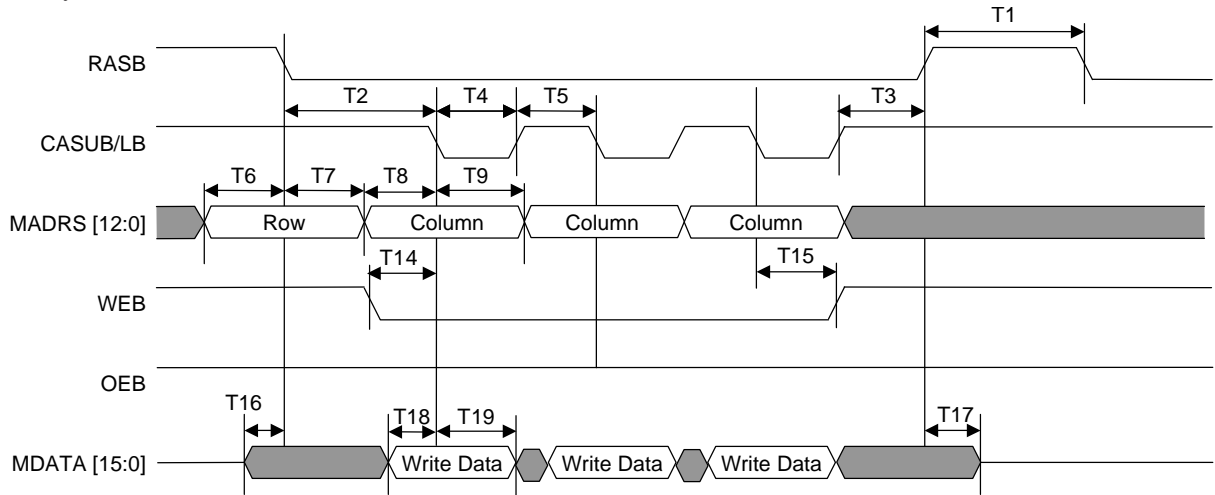 T1
RASB
T2 T4 T5 T3
CASUB/LB
T6 T7 T8 T9
MADRS [12:0] Row Column Column Column
T14 T15
WEB
OEB
T16 T18 T19 T17
MDATA [15:0] Write Data Write Data Write Data